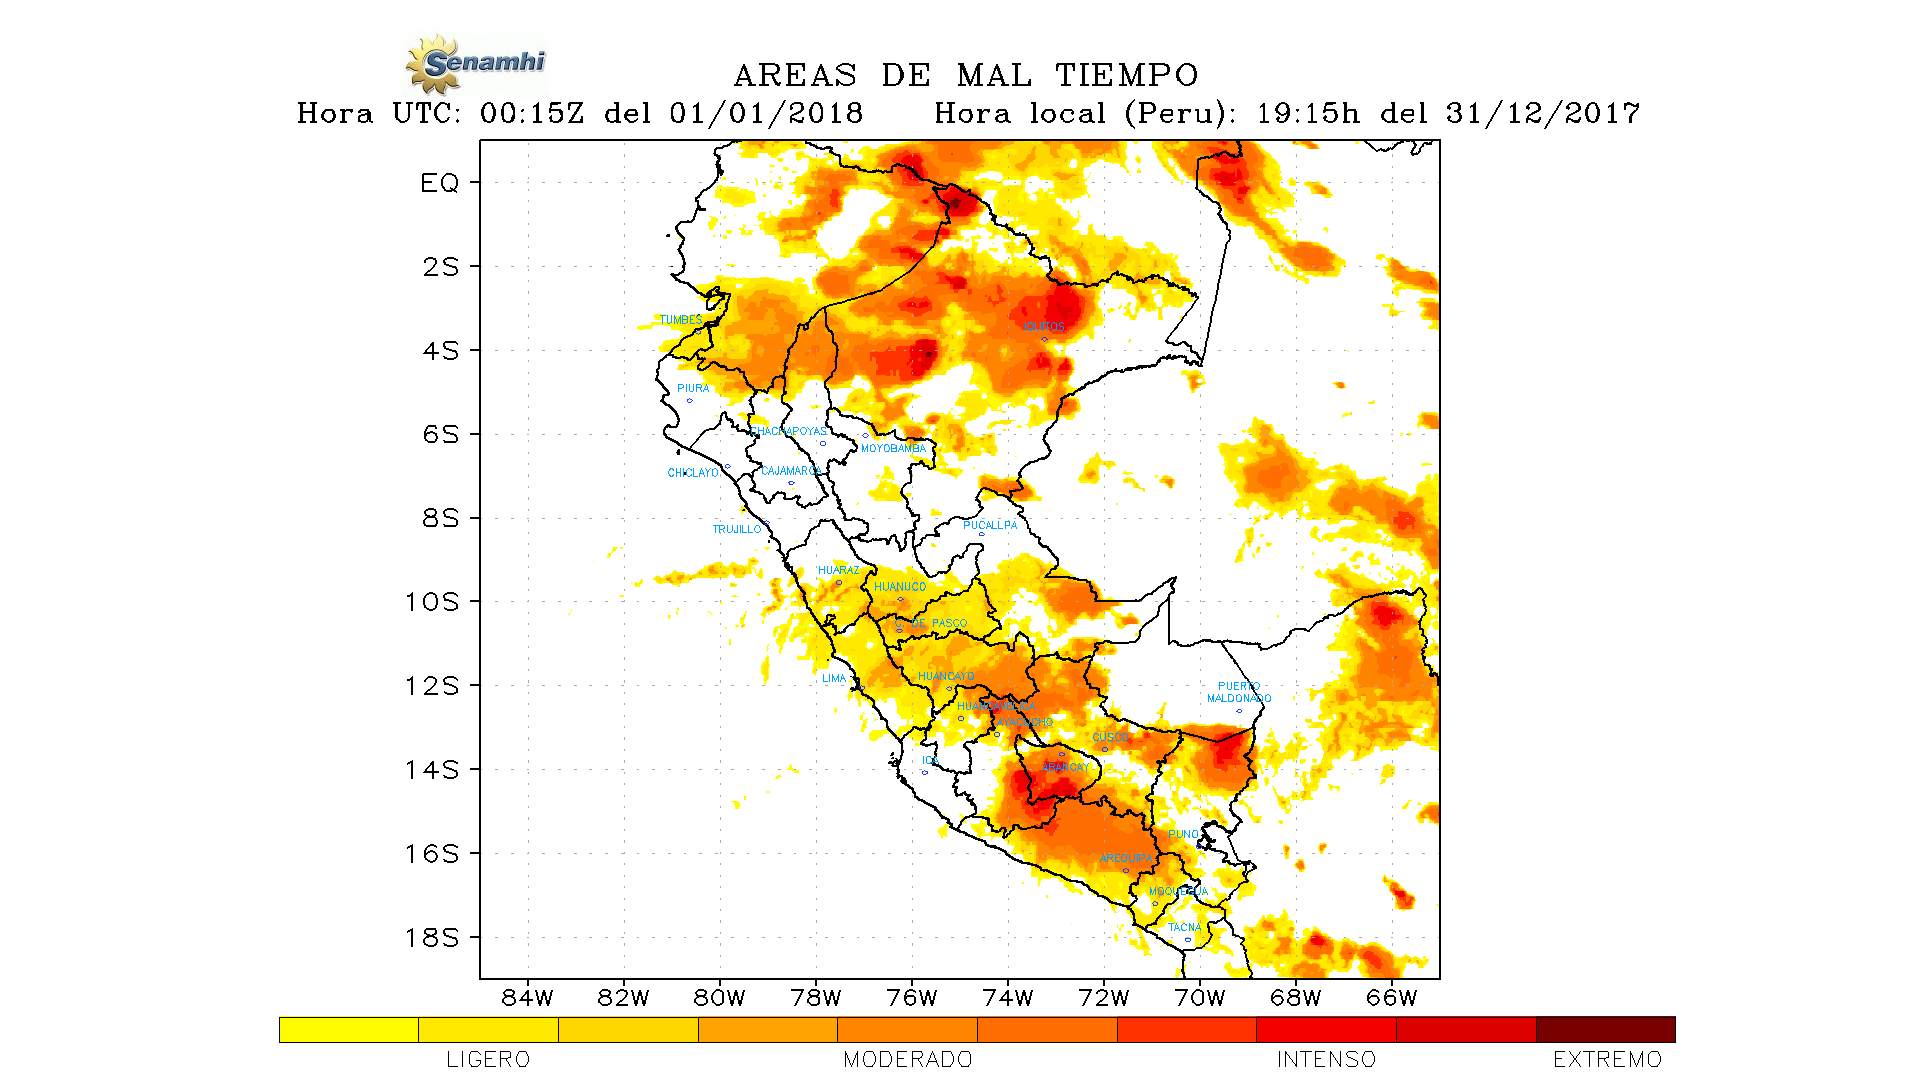 Senamhi
AREAS DE MAL TIEMPO
Hora UTC: 00:15Z del 01/01/2018 Hora local (Peru): 19:15h del 31/12/2017
EQ
2S
TUMBES
IQUITOS
4S
PIURA
6S
CHACHAPOYAS
MOYOBAMBA
CHICLAYO
CAJAMARCA
8S
TRUJILLO
PUCALLPA
HUARAZ
HUANUCO
10S
C. DE PASCO
12S
LIMA
HUANCAYO
PUERTO
MALDONADO
AYACUCHO
CUSCO
14S
ICA
ABANCAY
PUNO
16S
AREQUIPA
MOQUEGUA
TACNA
18S
84W 82W 80W 78W 76W 74W 72W 70W 68W 66W
LIGERO MODERADO INTENSO EXTREMO